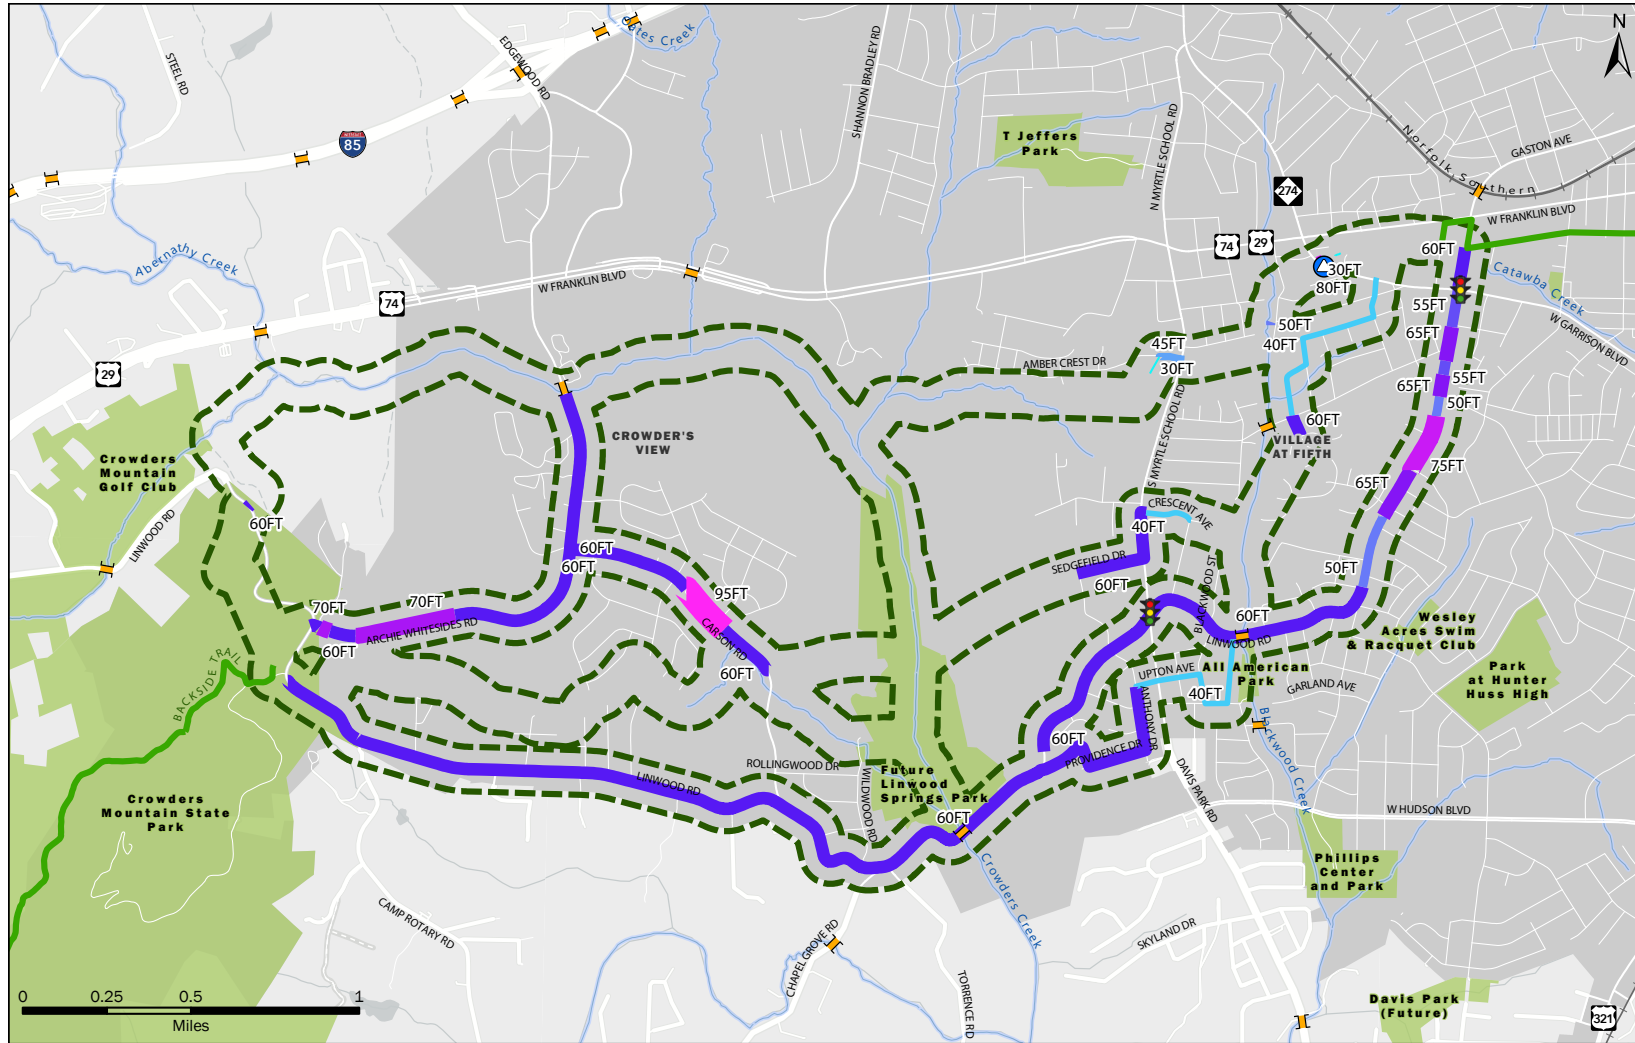 Bates Creek
N
EDGEWOOD RD
STEEL RD
SHANNON BRADLEY RD
INTERSTATE
85
T Jeffers
Park
N MYRTLE SCHOOL RD
Norfolk Southern
GASTON AVE
274
W FRANKLIN BLVD
74
29
60FT
Abernathy Creek
30FT
80FT
Catawba Creek
W FRANKLIN BLVD
74
55FT
50FT
W GARRISON BLVD
65FT
45FT
40FT
AMBER CREST DR
30FT
29
55FT
65FT
50FT
S MYRTLE SCHOOL RD
60FT
CROWDER'S
VIEW
VILLAGE
AT FIFTH
Crowders
Mountain
Golf Club
75FT
65FT
LINWOOD RD
60FT
CRESCENT AVE
40FT
60FT
60FT
SEDGEFIELD DR
BLACKWOOD ST
50FT
60FT
95FT
70FT
70FT
60FT
Wesley
Acres Swim
& Racquet Club
ARCHIE WHITESIDES RD
CARSON RD
LINWOOD RD
60FT
BACKSIDE TRAIL
60FT
UPTON AVE
All American
Park
40FT
GARLAND AVE
Park
at Hunter
Huss High
ANTHONY DR
Blackwood Creek
60FT
PROVIDENCE DR
ROLLINGWOOD DR
LINWOOD RD
WILDWOOD RD
Future
Linwood
Springs Park
DAVIS PARK RD
Crowders
Mountain State
Park
60FT
W HUDSON BLVD
Crowders Creek
Phillips
Center
and Park
CAMP ROTARY RD
CHAPEL GROVE RD
SKYLAND DR
TORRENCE RD
Davis Park
(Future)
321
0 0.25 0.5 1
Miles